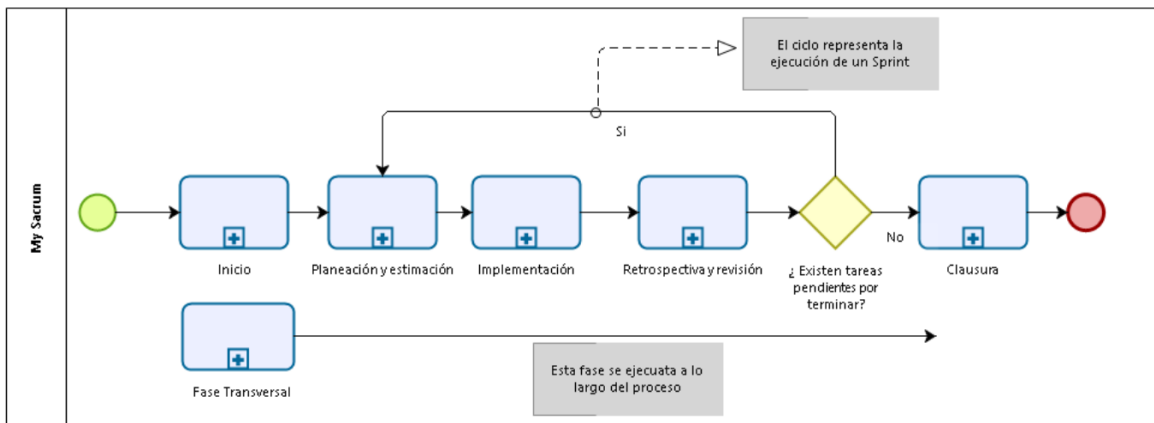 My Sacrum
El ciclo representa la
ejecución de un Sprint
Si
Inicio
Planeación y estimación
Implementación
Retrospectiva y revisión
¿ Existen tareas
pendientes por
terminar?
No
Clausura
Fase Transversal
Esta fase se ejecuata a lo
largo del proceso